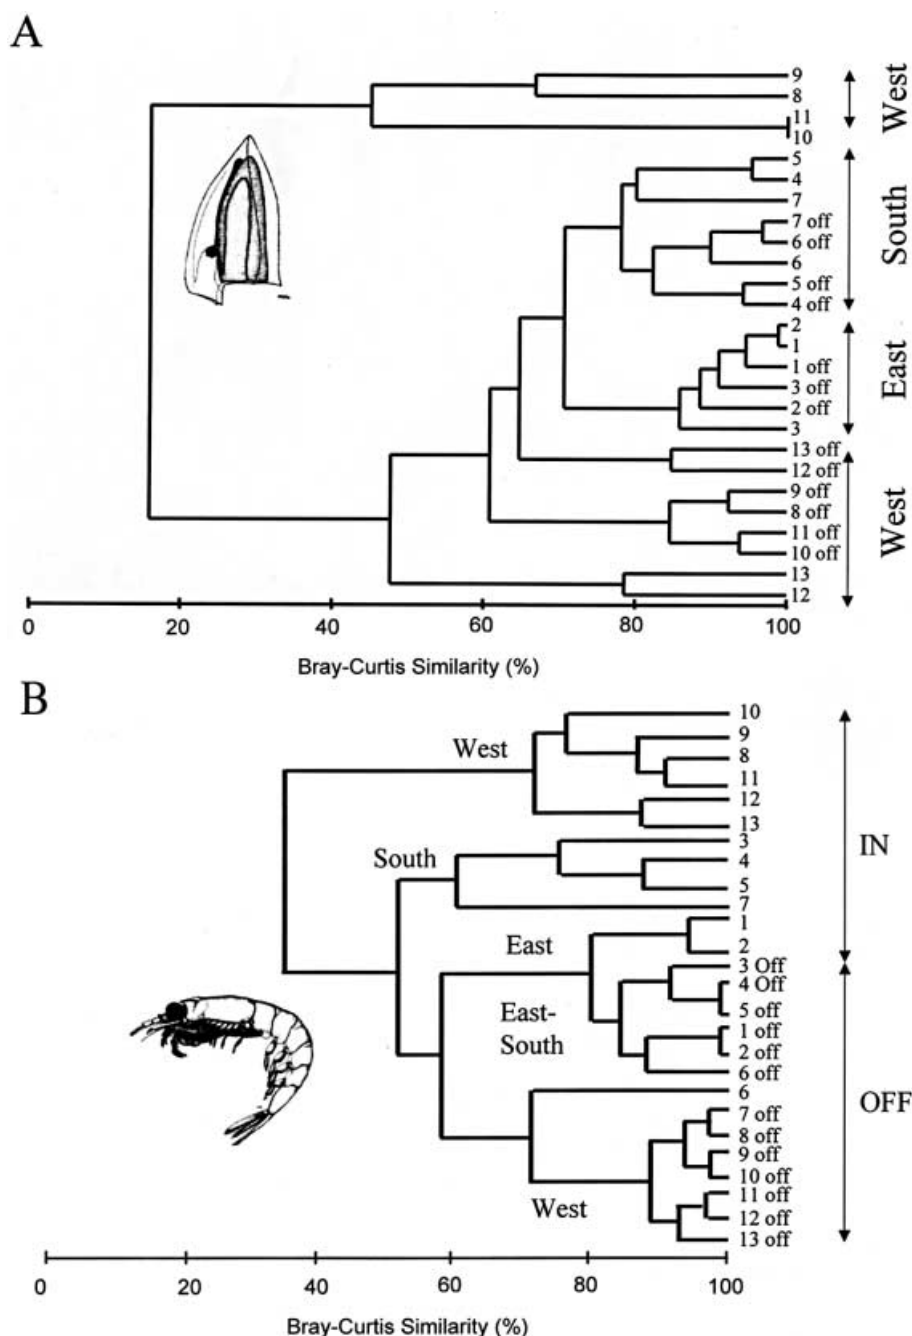 A
9
8
11
10
West
5
4
7
7 off
6 off
6
5 off
4 off
South
2
1
1 off
3 off
2 off
3
East
13 off
12 off
9 off
8 off
11 off
10 off
13
12
West
0 20 40 60 80 100
Bray-Curtis Similarity (%)
B
West
10
9
8
11
12
13
South
3
4
5
7
East
1
2
IN
3 Off
4 Off
5 off
East-
South
1 off
2 off
6 off
6
7 off
8 off
9 off
10 off
West
11 off
12 off
13 off
OFF
0 20 40 60 80 100
Bray-Curtis Similarity (%)